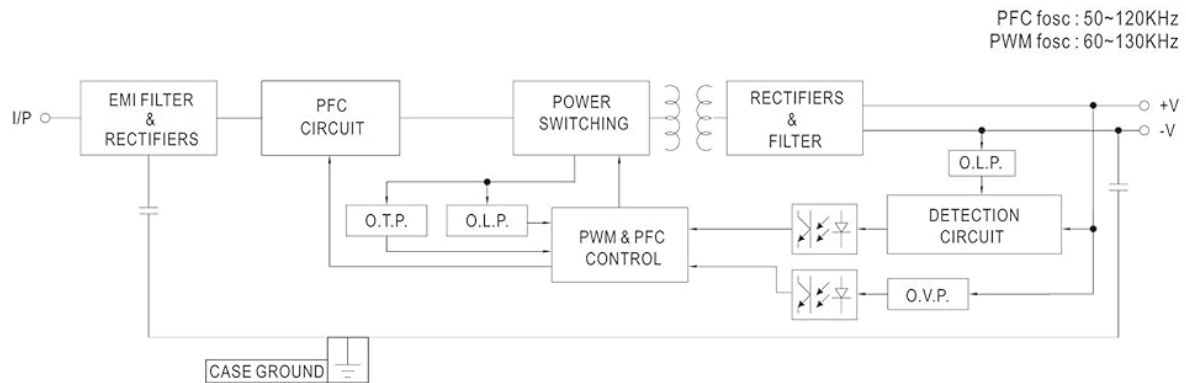 PFC fosc : 50~120KHz
PWM fosc : 60~130KHz
I/P
EMI FILTER
&
RECTIFIERS
PFC
CIRCUIT
POWER
SWITCHING
RECTIFIERS
&
FILTER
+V
-V
O.L.P.
O.T.P.
O.L.P.
PWM & PFC
CONTROL
DETECTION
CIRCUIT
O.V.P.
CASE GROUND